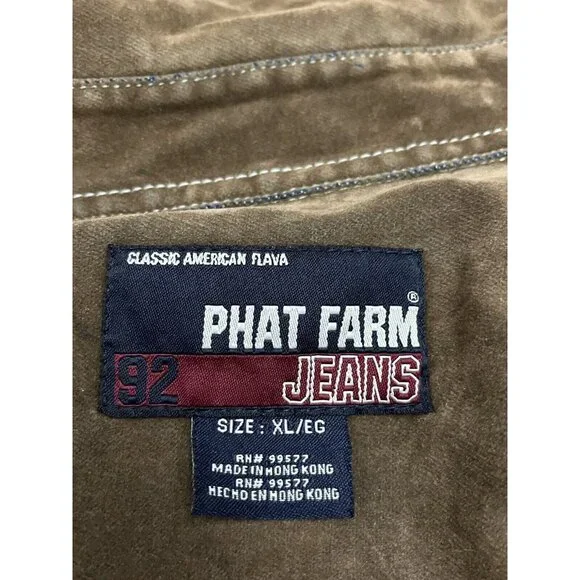 CLASSIC AMERICAN FLAVA
PHAT FARM®
92 JEANS
SIZE : XL/EG
RN# 99577
MADE IN HONG KONG
RN# 99577
HECHO EN HONG KONG